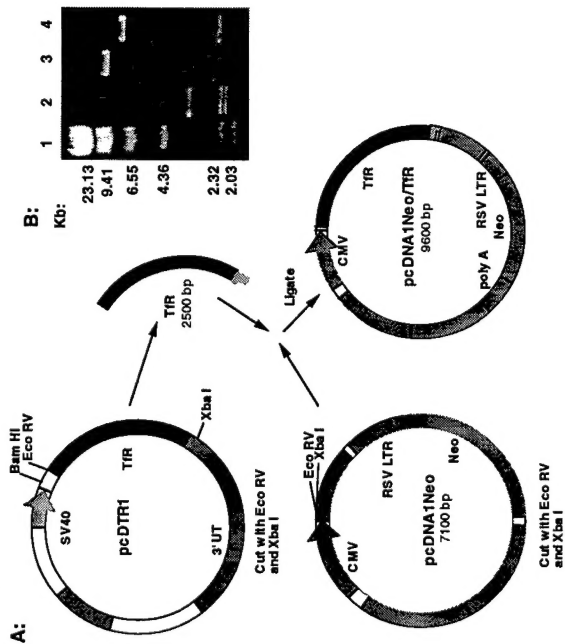 A:
Bam HI
Eco RV
SV40
pcDTR1
TfR
Xba I
3'UT
Cut with Eco RV
and Xba I
TfR
2500 bp
Eco RV
Xba I
CMV
RSV LTR
pcDNA1Neo
7100 bp
Neo
Cut with Eco RV
and Xba I
Ligate
CMV
TfR
pcDNA1Neo/TfR
9600 bp
RSV LTR
Neo
poly A
B:
1 2 3 4
Kb:
23.13
9.41
6.55
4.36
2.32
2.03